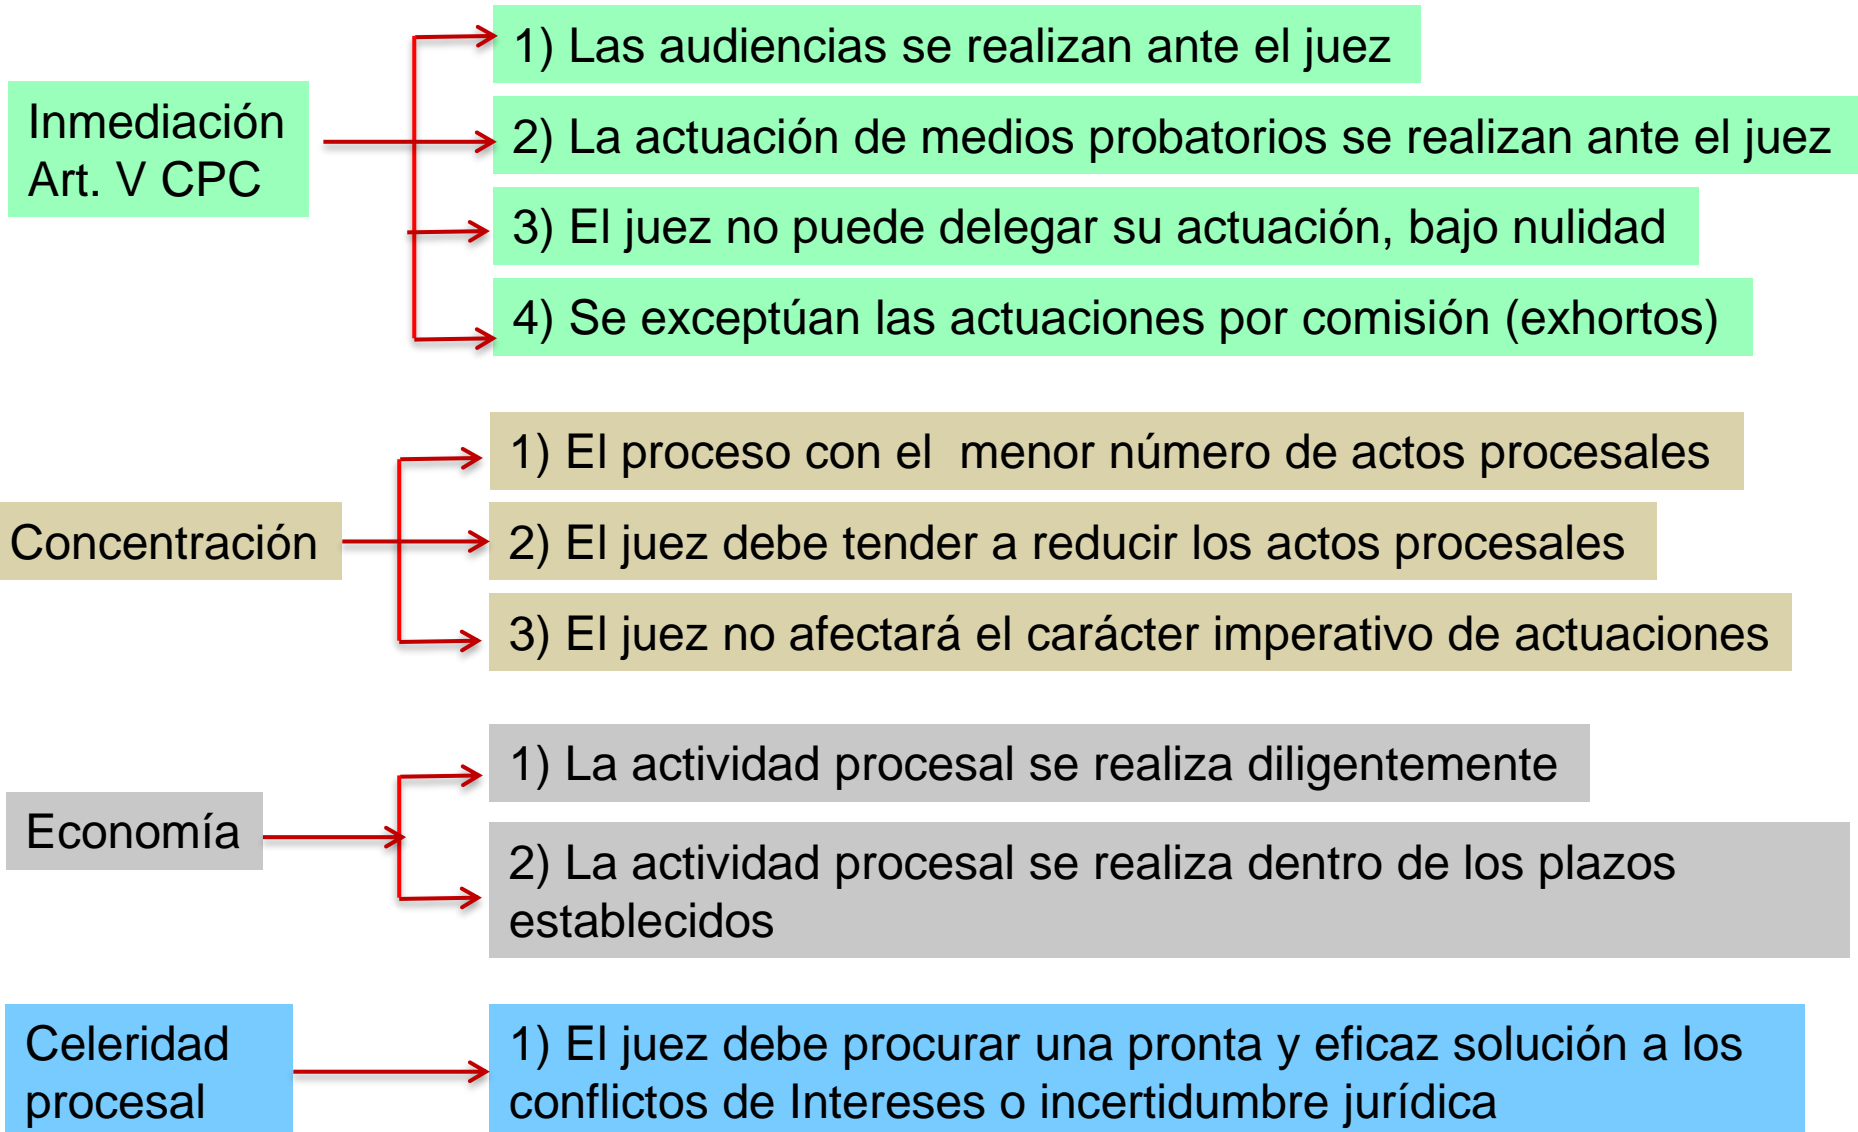 Inmediación
Art. V CPC
1) Las audiencias se realizan ante el juez
2) La actuación de medios probatorios se realizan ante el juez
3) El juez no puede delegar su actuación, bajo nulidad
4) Se exceptúan las actuaciones por comisión (exhortos)
Concentración
1) El proceso con el  menor número de actos procesales
2) El juez debe tender a reducir los actos procesales
3) El juez no afectará el carácter imperativo de actuaciones
Economía
1) La actividad procesal se realiza diligentemente
2) La actividad procesal se realiza dentro de los plazos
establecidos
Celeridad
procesal
1) El juez debe procurar una pronta y eficaz solución a los
conflictos de Intereses o incertidumbre jurídica